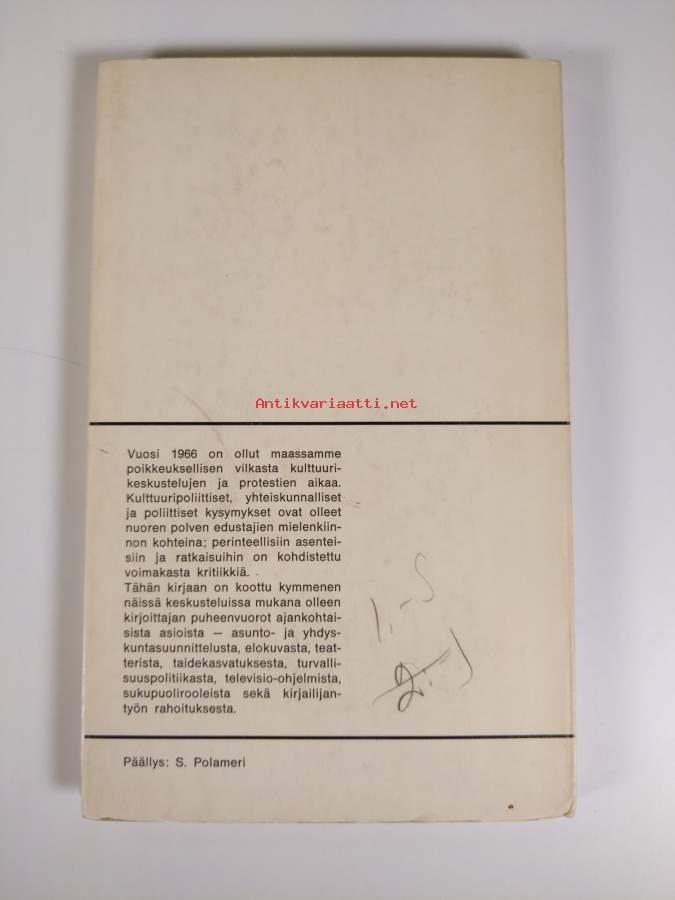 Antikvariaatti.net
Vuosi 1966 on ollut maassamme
poikkeuksellisen vilkasta kulttuuri-
keskustelujen ja protestien aikaa.
Kulttuuripoliittiset, yhteiskunnalliset
ja poliittiset kysymykset ovat olleet
nuoren polven edustajien mielenkiin-
non kohteina; perinteellisiin asentei-
siin ja ratkaisuihin on kohdistettu
voimakasta kritiikkiä.
Tähän kirjaan on koottu kymmenen
näissä keskusteluissa mukana olleen
kirjoittajan puheenvuorot ajankohtai-
sista asioista — asunto- ja yhdys-
kuntasuunnittelusta, elokuvasta, teat-
terista, taidekasvatuksesta, turvalli-
suuspolitiikasta, televisio-ohjelmista,
sukupuolirooleista sekä kirjailijan-
työn rahoituksesta.
Päällys: S. Polameri